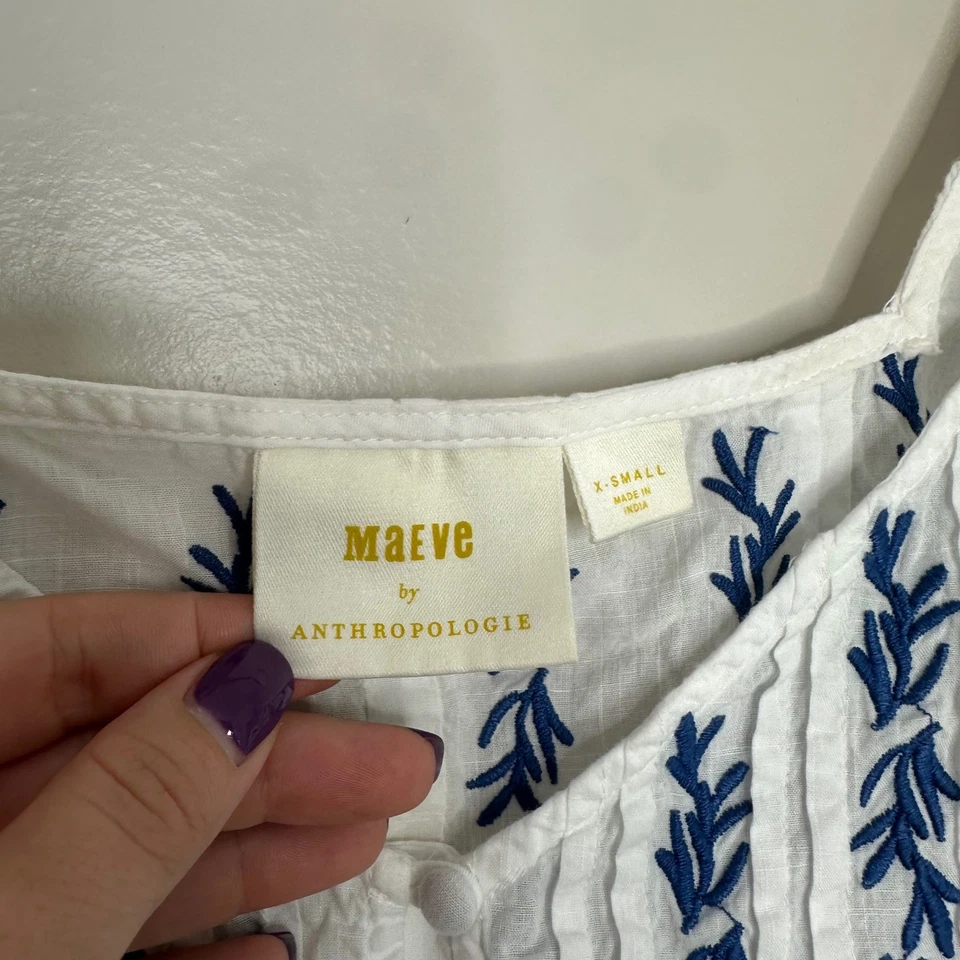 MaEve
by
ANTHROPOLOGIE
X-SMALL
MADE IN
INDIA